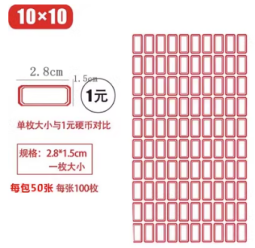 10×10
2.8cm
1.5cm
1元
单枚大小与1元硬币对比
规格：2.8*1.5cm
一枚大小
每包50张 每张100枚